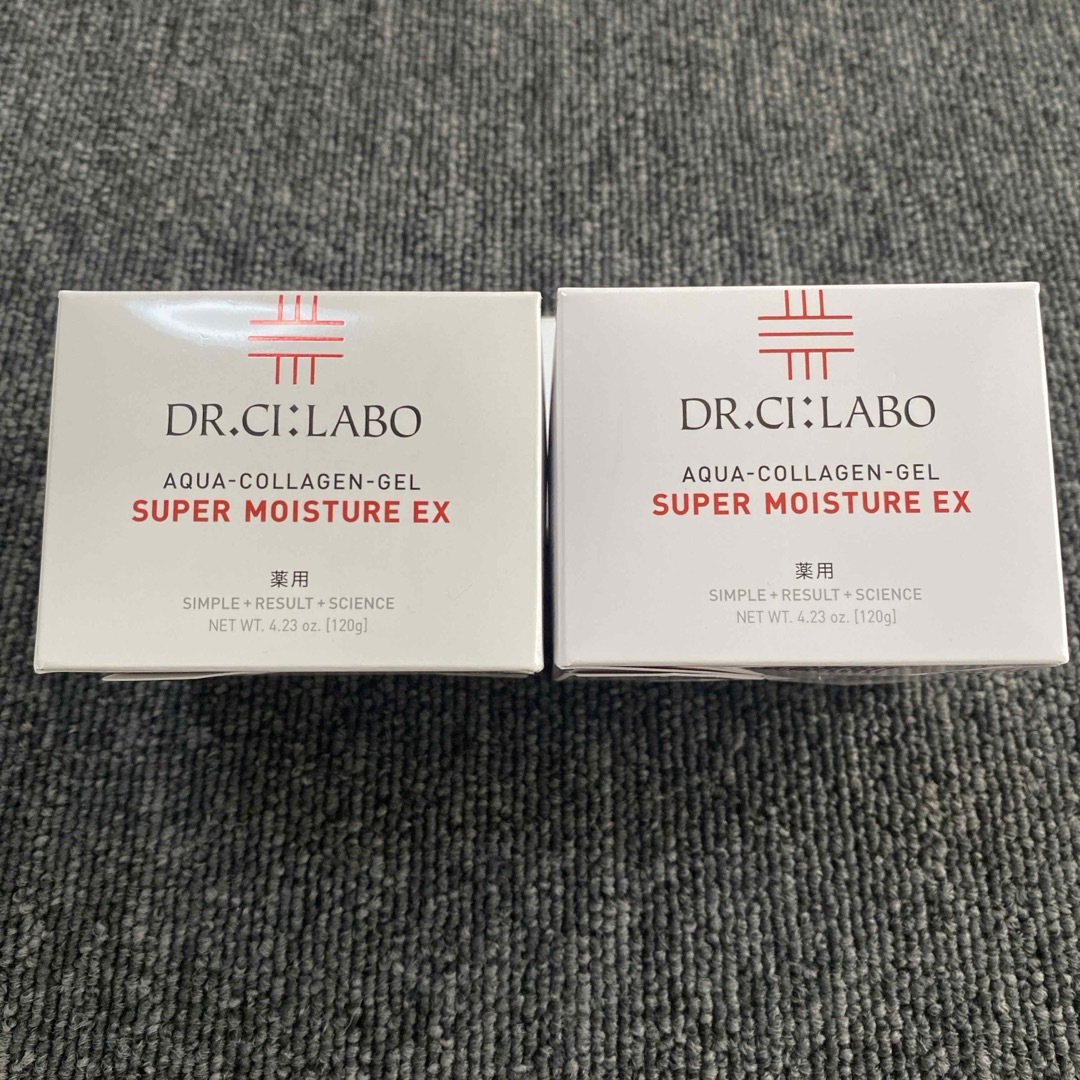 DR.CI:LABO
AQUA-COLLAGEN-GEL
SUPER MOISTURE EX
薬用
SIMPLE+RESULT+SCIENCE
NET WT. 4.23 oz. [120g]
DR.CI:LABO
AQUA-COLLAGEN-GEL
SUPER MOISTURE EX
薬用
SIMPLE+RESULT+SCIENCE
NET WT. 4.23 oz. [120g]